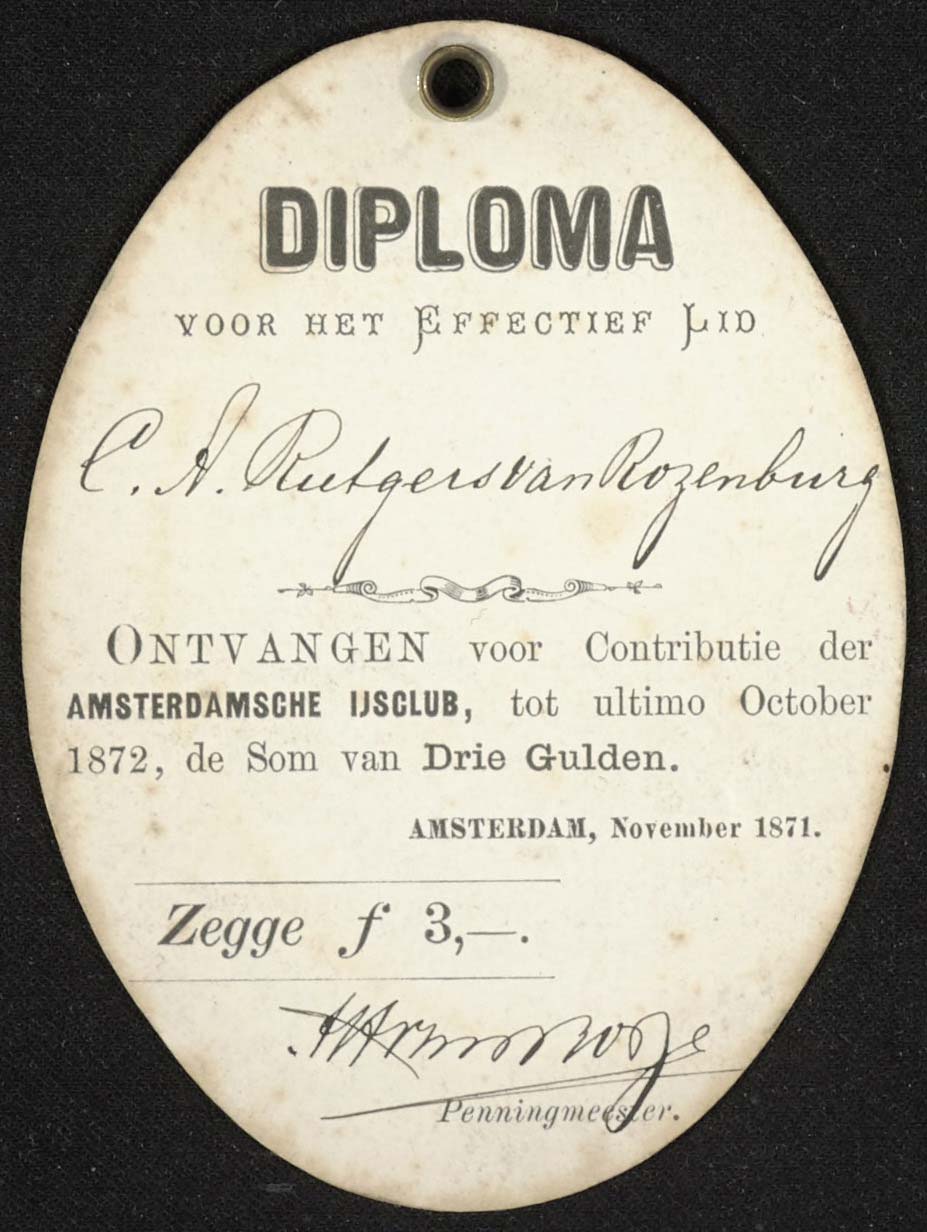 DIPLOMA
VOOR HET EFFECTIEF LID
C. A. Rutgers van Rozenburg
ONTVANGEN voor Contributie der
AMSTERDAMSCHE IJSCLUB, tot ultimo October
1872, de Som van Drie Gulden.
AMSTERDAM, November 1871.
Zegge f 3,—.
Penningmeester.